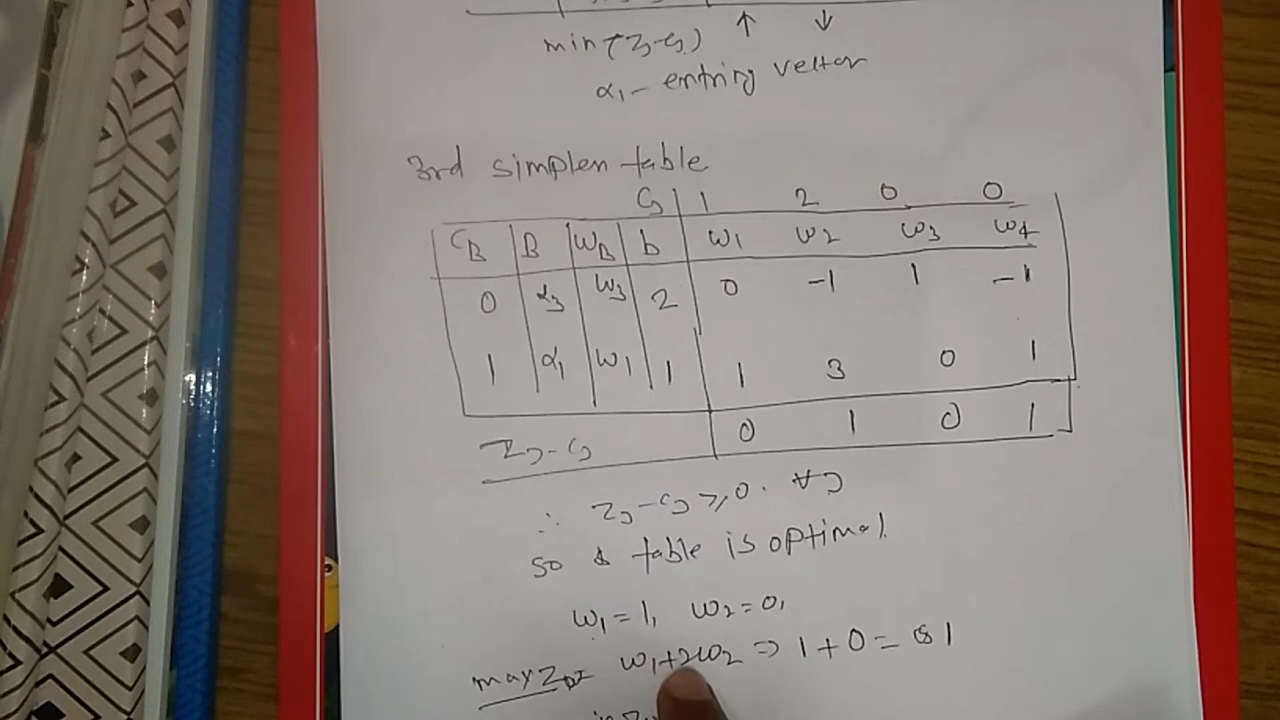 min (Zj-Cj) ↑ ↓
α1 - entring vector
3rd simplex table
Cj 1 2 0 0
CB B WB b w1 w2 w3 w4
0 α3 w3 2 0 -1 1 -1
1 α1 w1 1 1 3 0 1
Zj-Cj 0 1 0 1
∴ Zj-Cj ≥ 0. ∀j
so table is optimal
w1 = 1, w2 = 0,
max ZD = w1+2w2 => 1+0 = 1